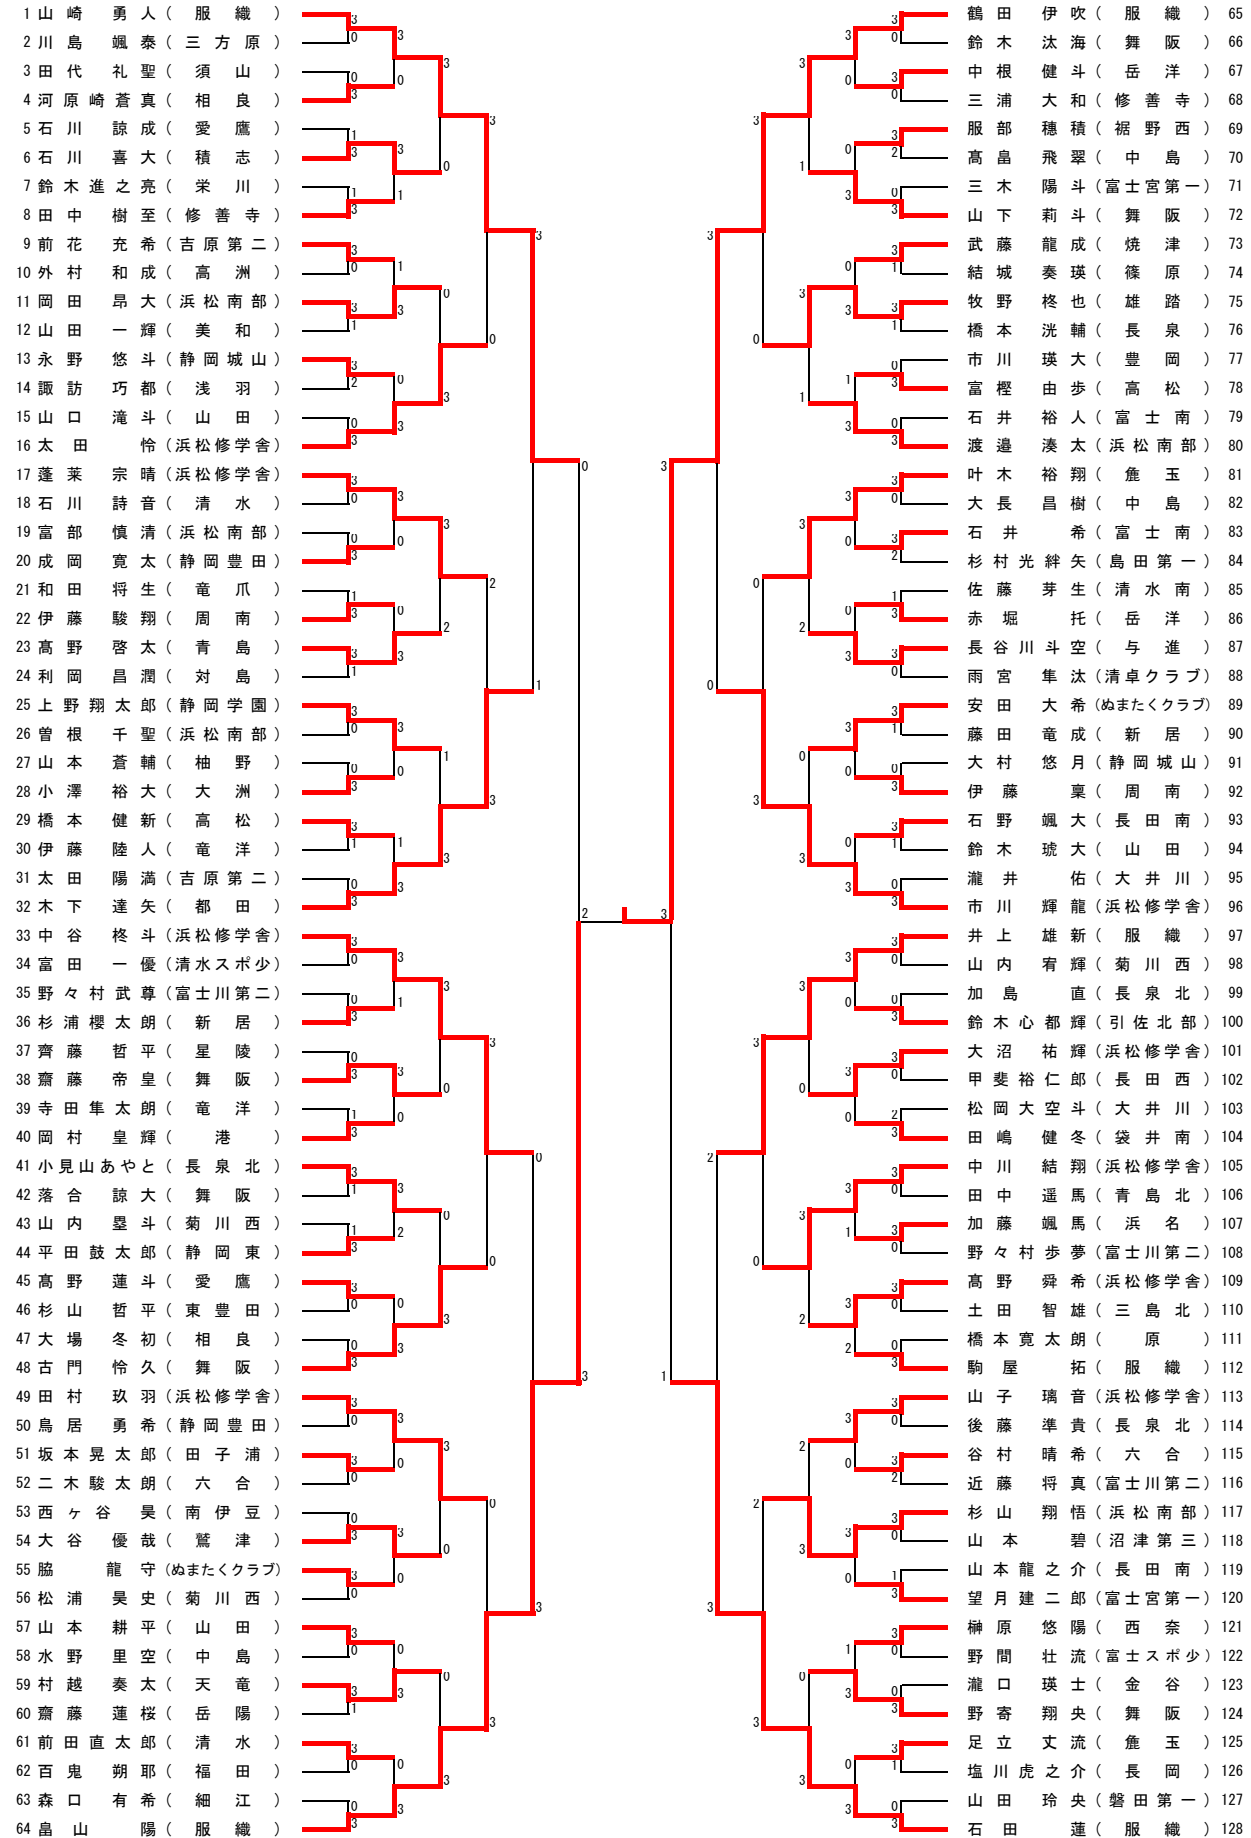 1 山崎 勇人 ( 服織 )
2 川島 颯泰 ( 三方原 )
3 田代 礼聖 ( 須山 )
4 河原崎蒼真 ( 相良 )
5 石川 諒成 ( 愛鷹 )
6 石川 喜大 ( 積志 )
7 鈴木進之亮 ( 栄川 )
8 田中 樹至 ( 修善寺 )
9 前花 充希 (吉原第二)
10 外村 和成 ( 高洲 )
11 岡田 昂大 (浜松南部)
12 山田 一輝 ( 美和 )
13 永野 悠斗 (静岡城山)
14 諏訪 巧都 ( 浅羽 )
15 山口 滝斗 ( 山田 )
16 太田 怜 (浜松修学舎)
17 蓬莱 宗晴 (浜松修学舎)
18 石川 詩音 ( 清水 )
19 富部 慎清 (浜松南部)
20 成岡 寛太 (静岡豊田)
21 和田 将生 ( 竜爪 )
22 伊藤 駿翔 ( 周南 )
23 髙野 啓太 ( 青島 )
24 利岡 昌潤 ( 対島 )
25 上野翔太郎 (静岡学園)
26 曽根 千聖 (浜松南部)
27 山本 蒼輔 ( 柚野 )
28 小澤 裕大 ( 大洲 )
29 橋本 健新 ( 高松 )
30 伊藤 陸人 ( 竜洋 )
31 太田 陽満 (吉原第二)
32 木下 達矢 ( 都田 )
33 中谷 柊斗 (浜松修学舎)
34 富田 一優 (清水スポ少)
35 野々村武尊 (富士川第二)
36 杉浦櫻太朗 ( 新居 )
37 齊藤 哲平 ( 星陵 )
38 齋藤 帝皇 ( 舞阪 )
39 寺田隼太朗 ( 竜洋 )
40 岡村 皇輝 ( 港 )
41 小見山あやと ( 長泉北 )
42 落合 諒大 ( 舞阪 )
43 山内 塁斗 ( 菊川西 )
44 平田鼓太郎 ( 静岡東 )
45 髙野 蓮斗 ( 愛鷹 )
46 杉山 哲平 ( 東豊田 )
47 大場 冬初 ( 相良 )
48 古門 怜久 ( 舞阪 )
49 田村 玖羽 (浜松修学舎)
50 鳥居 勇希 (静岡豊田)
51 坂本晃太郎 ( 田子浦 )
52 二木駿太朗 ( 六合 )
53 西ヶ谷 昊 ( 南伊豆 )
54 大谷 優哉 ( 鷲津 )
55 脇 龍守 (ぬまたくクラブ)
56 松浦 昊史 ( 菊川西 )
57 山本 耕平 ( 山田 )
58 水野 里空 ( 中島 )
59 村越 奏太 ( 天竜 )
60 齋藤 蓮桜 ( 岳陽 )
61 前田直太郎 ( 清水 )
62 百鬼 朔耶 ( 福田 )
63 森口 有希 ( 細江 )
64 畠山 陽 ( 服織 )
鶴田 伊吹 ( 服織 ) 65
鈴木 汰海 ( 舞阪 ) 66
中根 健斗 ( 岳洋 ) 67
三浦 大和 ( 修善寺 ) 68
服部 穂積 ( 裾野西 ) 69
髙畠 飛翠 ( 中島 ) 70
三木 陽斗 (富士宮第一) 71
山下 莉斗 ( 舞阪 ) 72
武藤 龍成 ( 焼津 ) 73
結城 奏瑛 ( 篠原 ) 74
牧野 柊也 ( 雄踏 ) 75
橋本 洸輔 ( 長泉 ) 76
市川 瑛大 ( 豊岡 ) 77
富樫 由歩 ( 高松 ) 78
石井 裕人 ( 富士南 ) 79
渡邉 湊太 (浜松南部) 80
叶木 裕翔 ( 麁玉 ) 81
大長 昌樹 ( 中島 ) 82
石井 希 ( 富士南 ) 83
杉村光絆矢 (島田第一) 84
佐藤 芽生 ( 清水南 ) 85
赤堀 托 ( 岳洋 ) 86
長谷川斗空 ( 与進 ) 87
雨宮 隼汰 (清卓クラブ) 88
安田 大希 (ぬまたくクラブ) 89
藤田 竜成 ( 新居 ) 90
大村 悠月 (静岡城山) 91
伊藤 稟 ( 周南 ) 92
石野 颯大 ( 長田南 ) 93
鈴木 琥大 ( 山田 ) 94
瀧井 佑 ( 大井川 ) 95
市川 輝龍 (浜松修学舎) 96
井上 雄新 ( 服織 ) 97
山内 宥輝 ( 菊川西 ) 98
加島 直 ( 長泉北 ) 99
鈴木心都輝 (引佐北部) 100
大沼 祐輝 (浜松修学舎) 101
甲斐裕仁郎 ( 長田西 ) 102
松岡大空斗 ( 大井川 ) 103
田嶋 健冬 ( 袋井南 ) 104
中川 結翔 (浜松修学舎) 105
田中 遥馬 ( 青島北 ) 106
加藤 颯馬 ( 浜名 ) 107
野々村歩夢 (富士川第二) 108
髙野 舜希 (浜松修学舎) 109
土田 智雄 ( 三島北 ) 110
橋本寛太朗 ( 原 ) 111
駒屋 拓 ( 服織 ) 112
山子 璃音 (浜松修学舎) 113
後藤 準貴 ( 長泉北 ) 114
谷村 晴希 ( 六合 ) 115
近藤 将真 (富士川第二) 116
杉山 翔悟 (浜松南部) 117
山本 碧 (沼津第三) 118
山本龍之介 ( 長田南 ) 119
望月建二郎 (富士宮第一) 120
榊原 悠陽 ( 西奈 ) 121
野間 壮流 (富士スポ少) 122
瀧口 瑛士 ( 金谷 ) 123
野寄 翔央 ( 舞阪 ) 124
足立 丈流 ( 麁玉 ) 125
塩川虎之介 ( 長岡 ) 126
山田 玲央 (磐田第一) 127
石田 蓮 ( 服織 ) 128